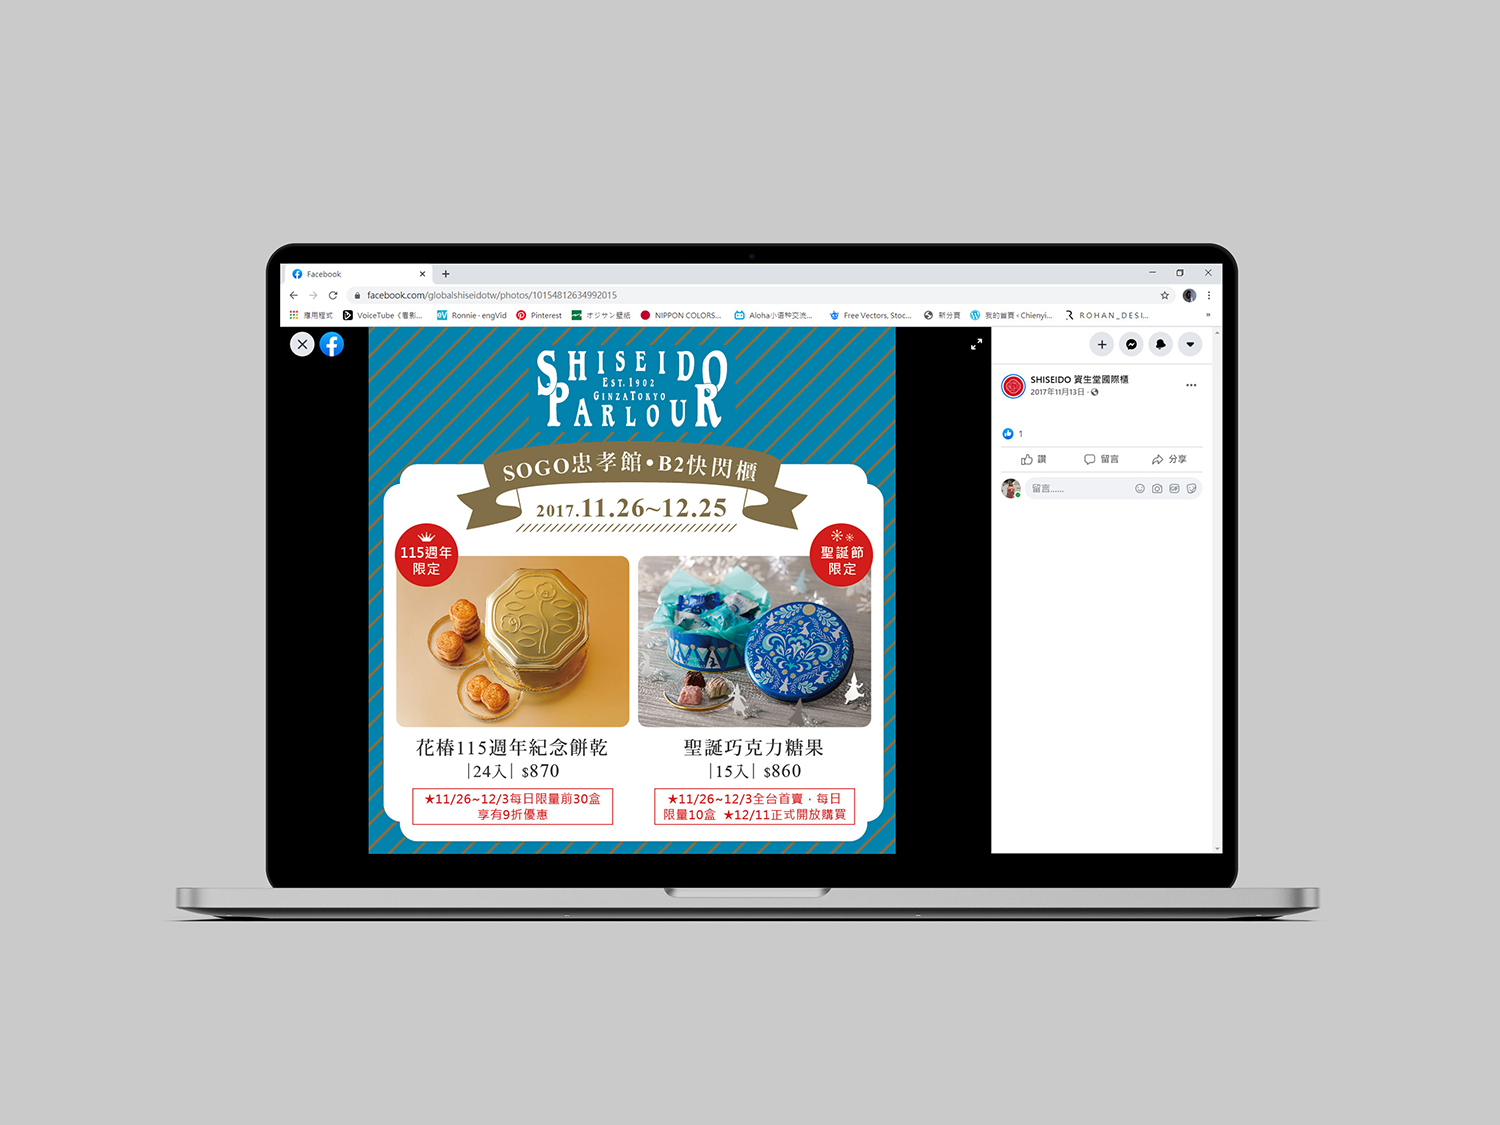 Facebook
facebook.com/globalshiseidotw/photos/10154812634992015
應用程式
VoiceTube《看影...
Ronnie - engVid
Pinterest
オジサン壁紙
NIPPON COLORS...
Aloha小语种交流...
Free Vectors, Stoc...
新分頁
我的首頁 ‹ Chienyi...
ROHAN_DESI...
SHISEIDO
EST. 1902
GINZA TOKYO
PARLOUR
SOGO忠孝館•B2快閃櫃
2017.11.26~12.25
115週年
限定
聖誕節
限定
花椿115週年紀念餅乾
|24入| $870
★11/26~12/3每日限量前30盒
享有9折優惠
聖誕巧克力糖果
|15入| $860
★11/26~12/3全台首賣．每日
限量10盒 ★12/11正式開放購買
SHISEIDO 資生堂國際櫃
2017年11月13日 ·
1
讚
留言
分享
留言......